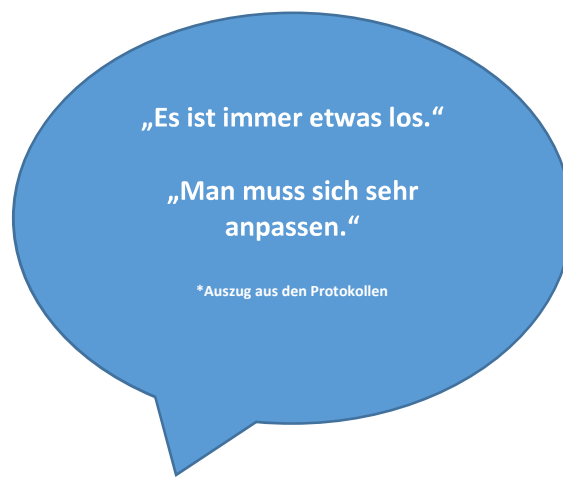 „Es ist immer etwas los.“
„Man muss sich sehr
anpassen.“
*Auszug aus den Protokollen